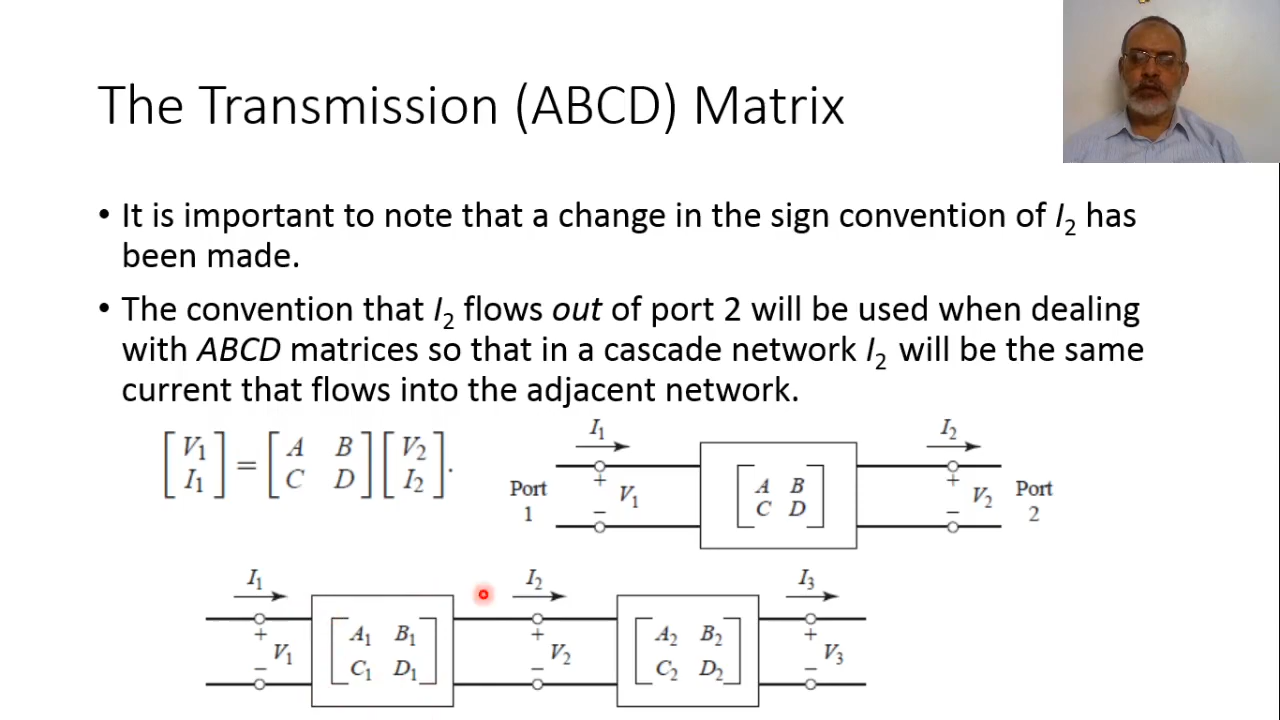 The Transmission (ABCD) Matrix
• It is important to note that a change in the sign convention of I2 has
been made.
• The convention that I2 flows out of port 2 will be used when dealing
with ABCD matrices so that in a cascade network I2 will be the same
current that flows into the adjacent network.
[V1 I1] = [A B C D] [V2 I2].
I1
I2
Port
1
+
V1
−
A B
C D
+
V2
−
Port
2
I1
I2
I3
+
V1
−
A1 B1
C1 D1
+
V2
−
A2 B2
C2 D2
+
V3
−